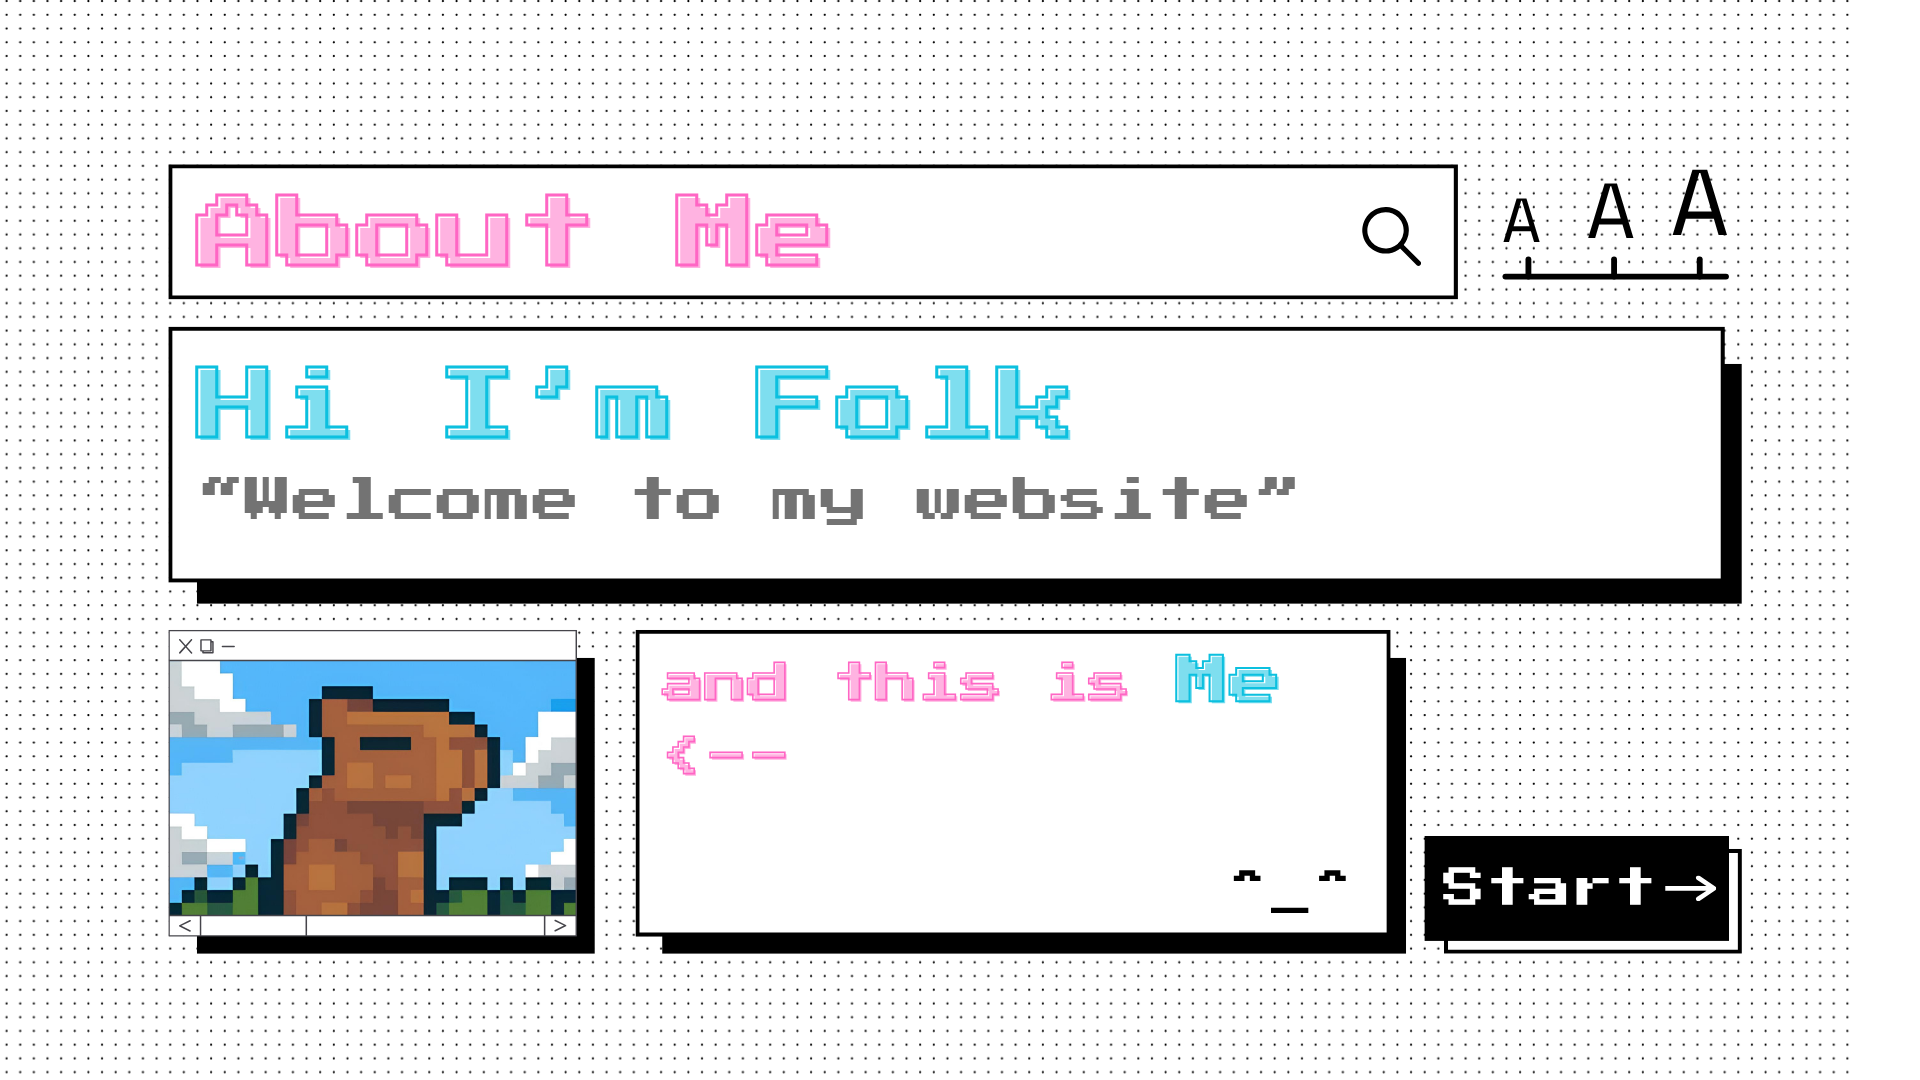 About Me
A A A
Hi I'm Folk
“Welcome to my website”
and this is Me
<--
^_^
Start→